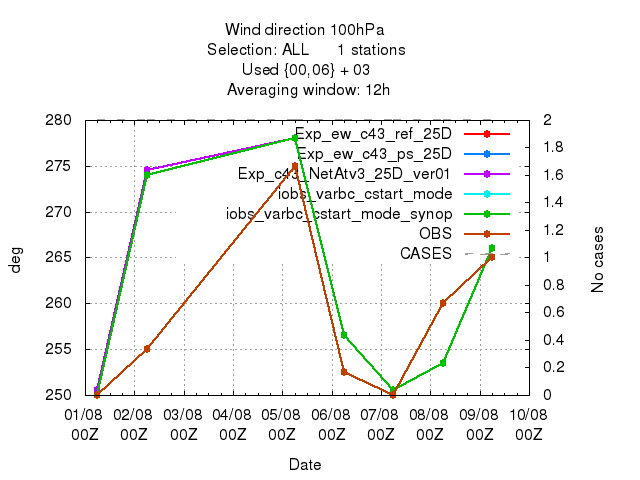 Wind direction 100hPa
Selection: ALL 1 stations
Used {00,06} + 03
Averaging window: 12h
280
275
270
265
260
255
250
deg
2
1.8
1.6
1.4
1.2
1
0.8
0.6
0.4
0.2
0
No cases
Exp_ew_c43_ref_25D
Exp_ew_c43_ps_25D
Exp_c43_NetAtv3_25D_ver01
iobs_varbc_cstart_mode
iobs_varbc_cstart_mode_synop
OBS
CASES
01/08 02/08 03/08 04/08 05/08 06/08 07/08 08/08 09/08 10/08
00Z 00Z 00Z 00Z 00Z 00Z 00Z 00Z 00Z 00Z
Date